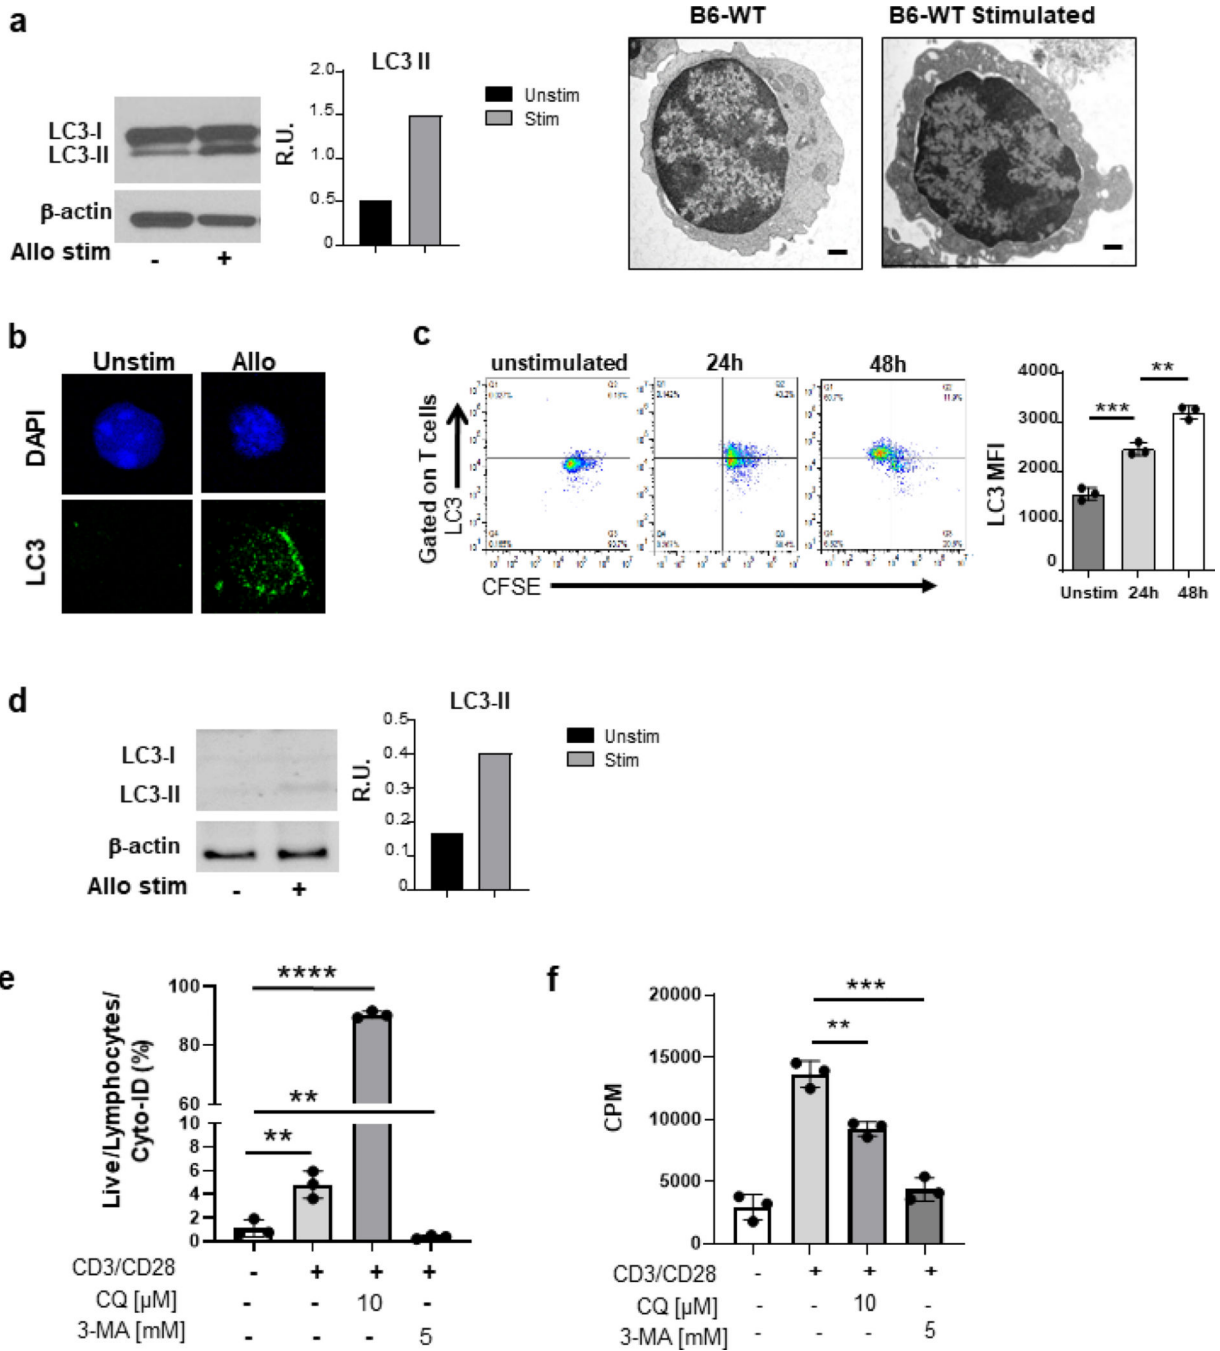 a
LC3-I
LC3-II
β-actin
Allo stim
-
+
LC3 II
R.U.
2.0
1.5
1.0
0.5
0
Unstim
Stim
B6-WT
B6-WT Stimulated
b
Unstim
Allo
DAPI
LC3
c
unstimulated
24h
48h
Gated on T cells
LC3
CFSE
LC3 MFI
4000
3000
2000
1000
0
***
**
Unstim
24h
48h
d
LC3-I
LC3-II
β-actin
Allo stim
-
+
LC3-II
R.U.
0.5
0.4
0.3
0.2
0.1
0
Unstim
Stim
e
Live/Lymphocytes/
Cyto-ID (%)
100
80
60
10
8
6
4
2
0
****
**
**
CD3/CD28 - + + +
CQ [µM] - - 10 -
3-MA [mM] - - - 5
f
CPM
20000
15000
10000
5000
0
***
**
CD3/CD28 - + + +
CQ [µM] - - 10 -
3-MA [mM] - - - 5